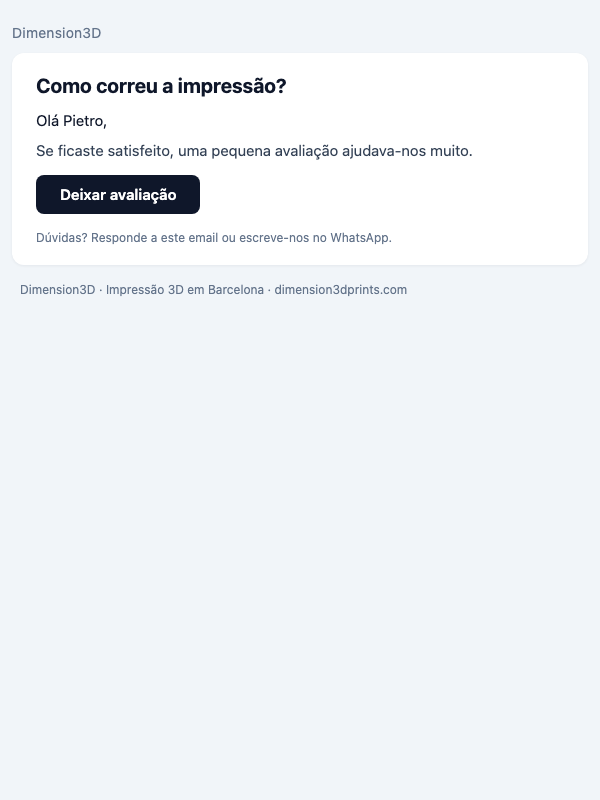 Dimension3D
Como correu a impressão?
Olá Pietro,
Se ficaste satisfeito, uma pequena avaliação ajudava-nos muito.
Deixar avaliação
Dúvidas? Responde a este email ou escreve-nos no WhatsApp.
Dimension3D · Impressão 3D em Barcelona · dimension3dprints.com